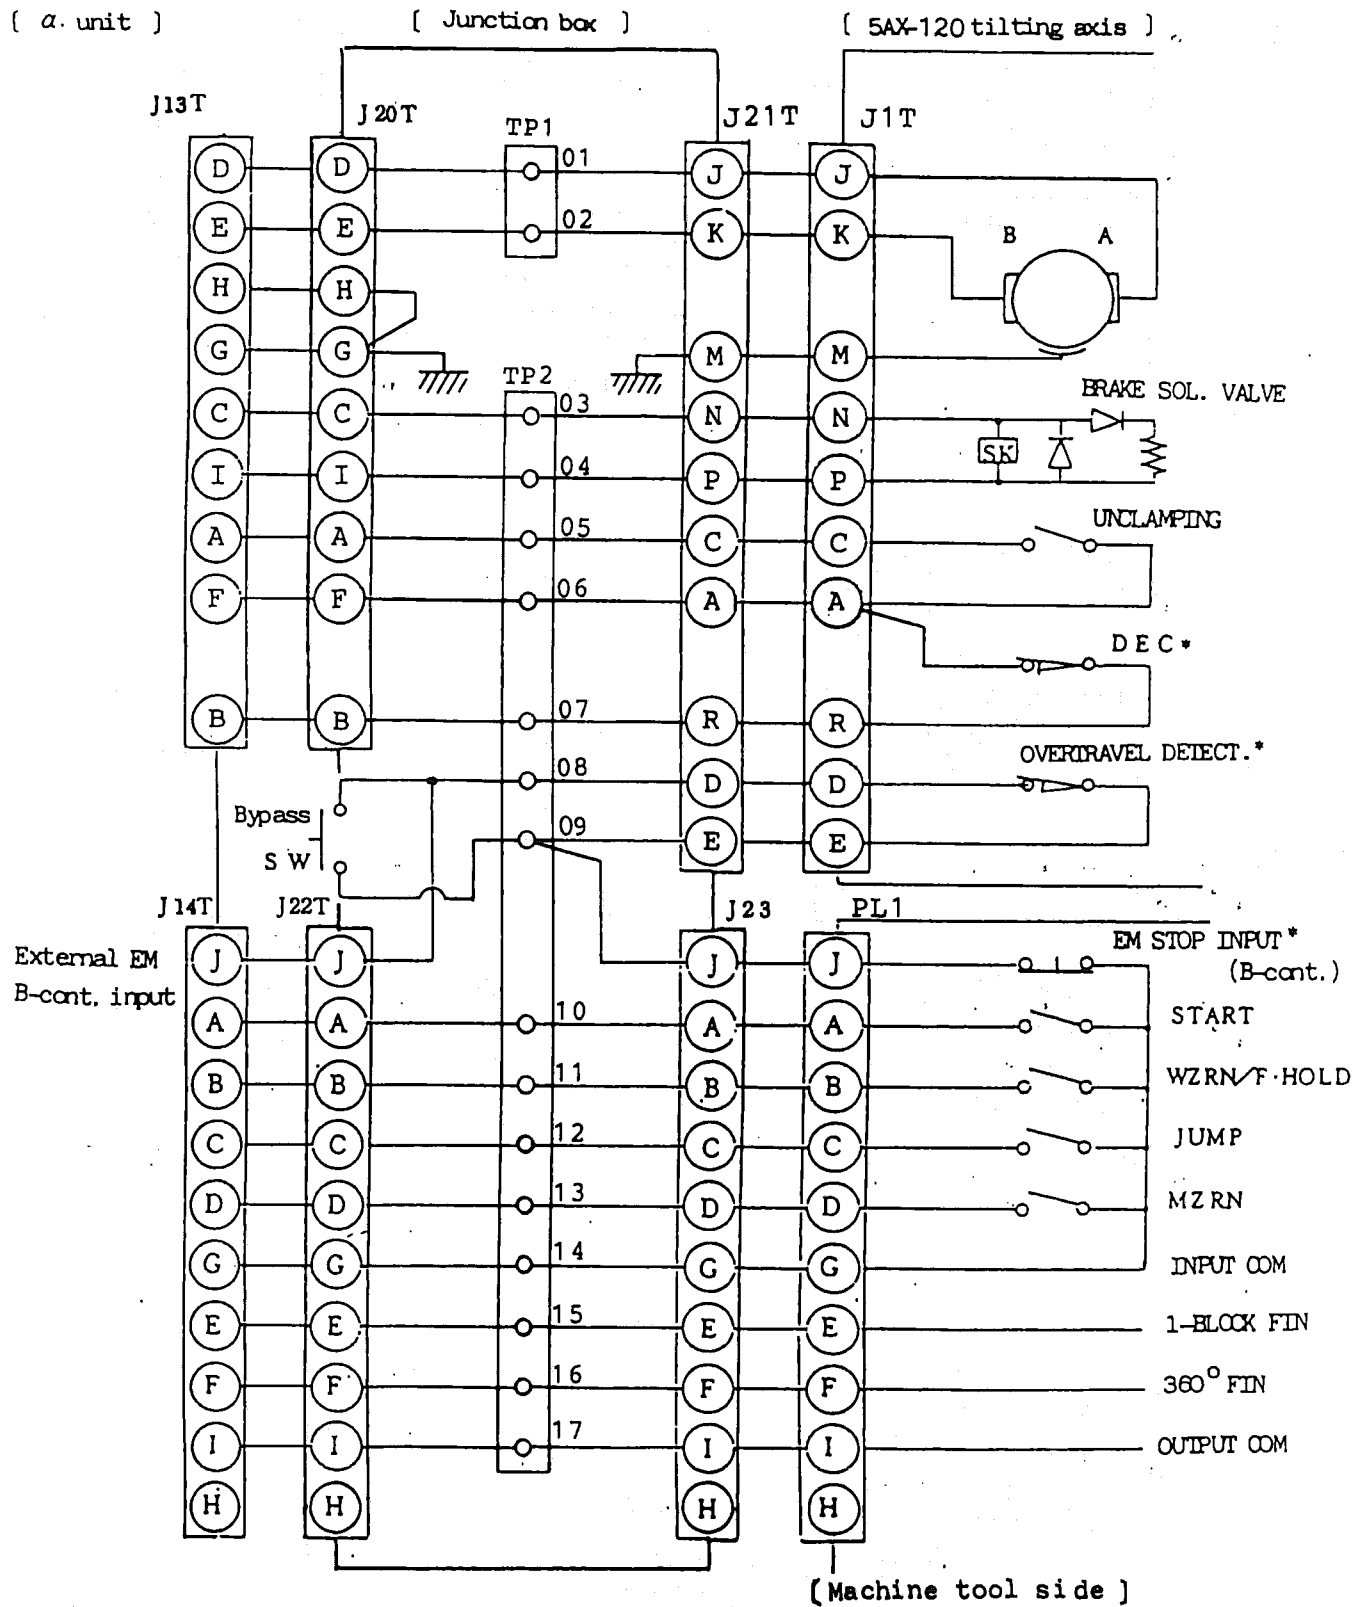 [ α. unit ] [ Junction box ] [ 5AX-120 tilting axis ]
J13T J20T TP1 J21T J1T
D D 01 J J
E E 02 K K B A
H H
G G M M
TP2 BRAKE SOL. VALVE
C C 03 N N SK
I I 04 P P
UNCLAMPING
A A 05 C C
F F 06 A A
DEC*
B B 07 R R
OVERTRAVEL DETECT.*
08 D D
Bypass 09 E E
SW
J14T J22T J23 PL1
External EM J J J J EM STOP INPUT*
B-cont. input (B-cont.)
A A 10 A A START
B B 11 B B WZRN/F·HOLD
C C 12 C C JUMP
D D 13 D D MZRN
G G 14 G G INPUT COM
E E 15 E E 1-BLOCK FIN
F F 16 F F 360° FIN
I I 17 I I OUTPUT COM
H H H H
[Machine tool side]